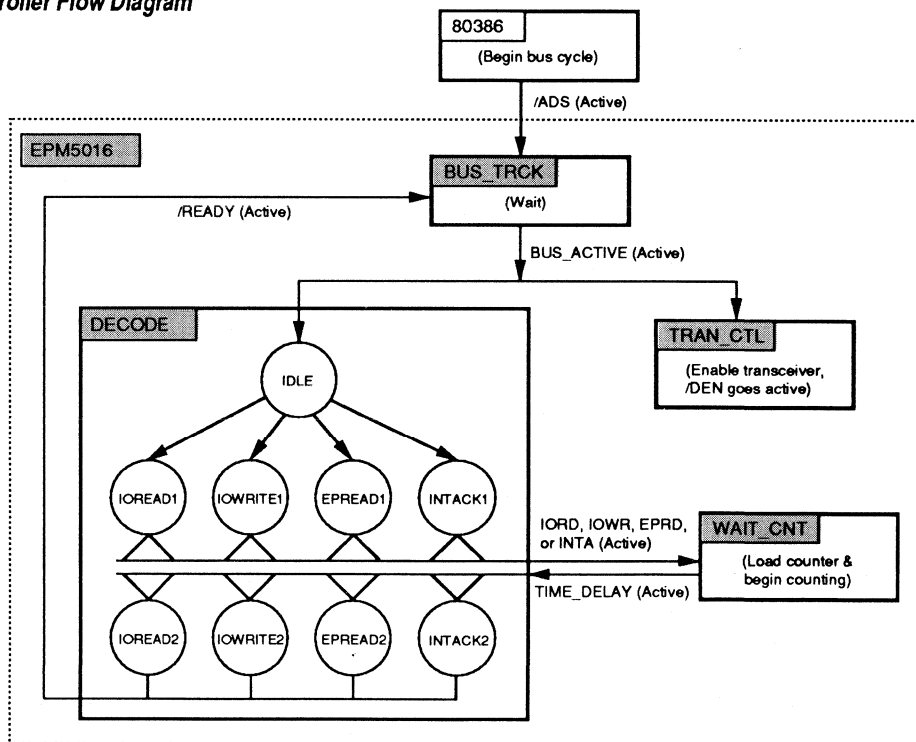 roller Flow Diagram
80386
(Begin bus cycle)
/ADS (Active)
EPM5016
BUS_TRCK
(Wait)
/READY (Active)
BUS_ACTIVE (Active)
DECODE
TRAN_CTL
(Enable transceiver,
/DEN goes active)
IDLE
IOREAD1
IOWRITE1
EPREAD1
INTACK1
IORD, IOWR, EPRD,
or INTA (Active)
WAIT_CNT
(Load counter &
begin counting)
TIME_DELAY (Active)
IOREAD2
IOWRITE2
EPREAD2
INTACK2